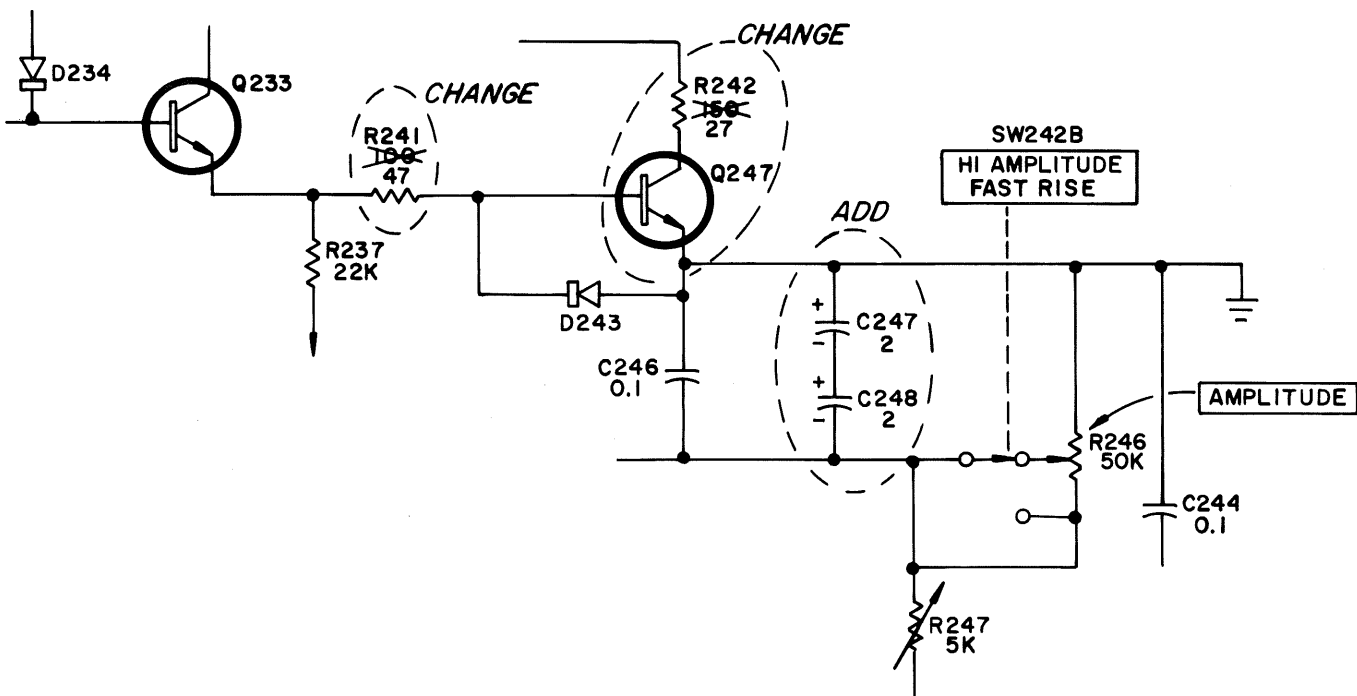 D234
Q233
CHANGE
R241
100
47
R237
22K
CHANGE
R242
150
27
Q247
D243
C246
0.1
ADD
+
C247
-
2
+
C248
-
2
SW242B
HI AMPLITUDE
FAST RISE
AMPLITUDE
R246
50K
C244
0.1
R247
5K